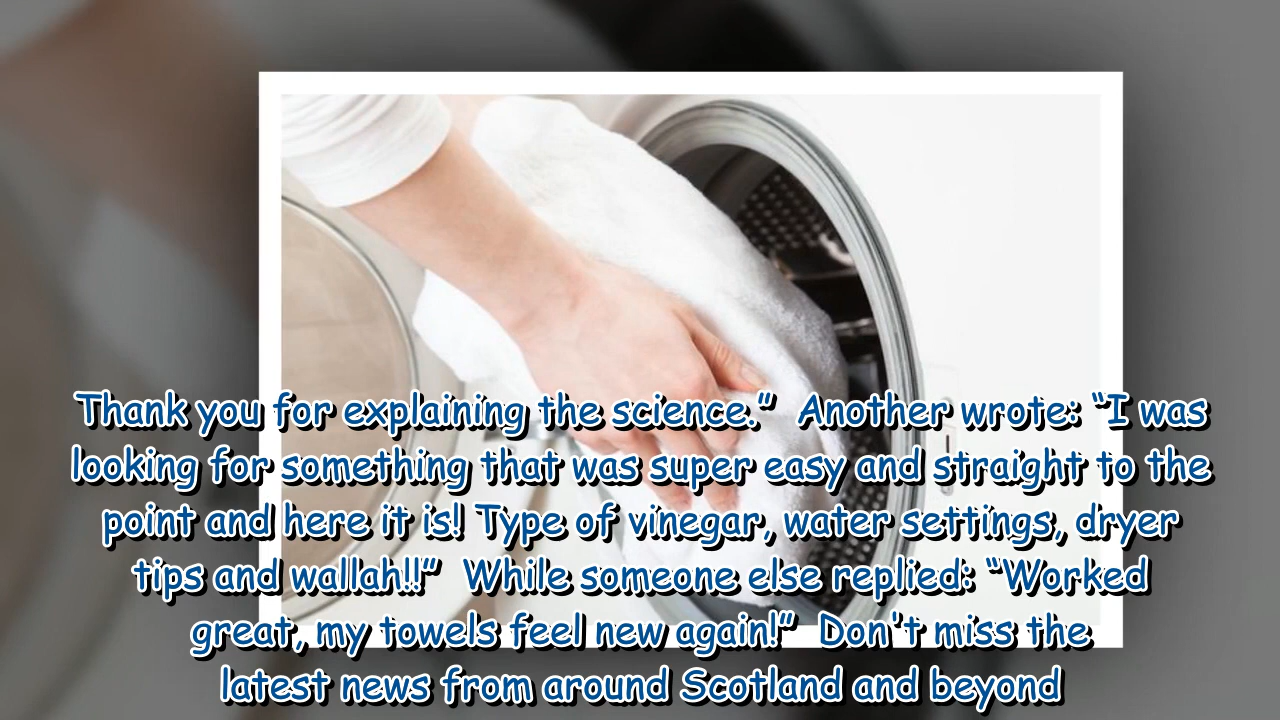 Thank you for explaining the science.”  Another wrote: “I was
looking for something that was super easy and straight to the
point and here it is! Type of vinegar, water settings, dryer
tips and wallah!!”  While someone else replied: “Worked
great, my towels feel new again!”  Don't miss the
latest news from around Scotland and beyond